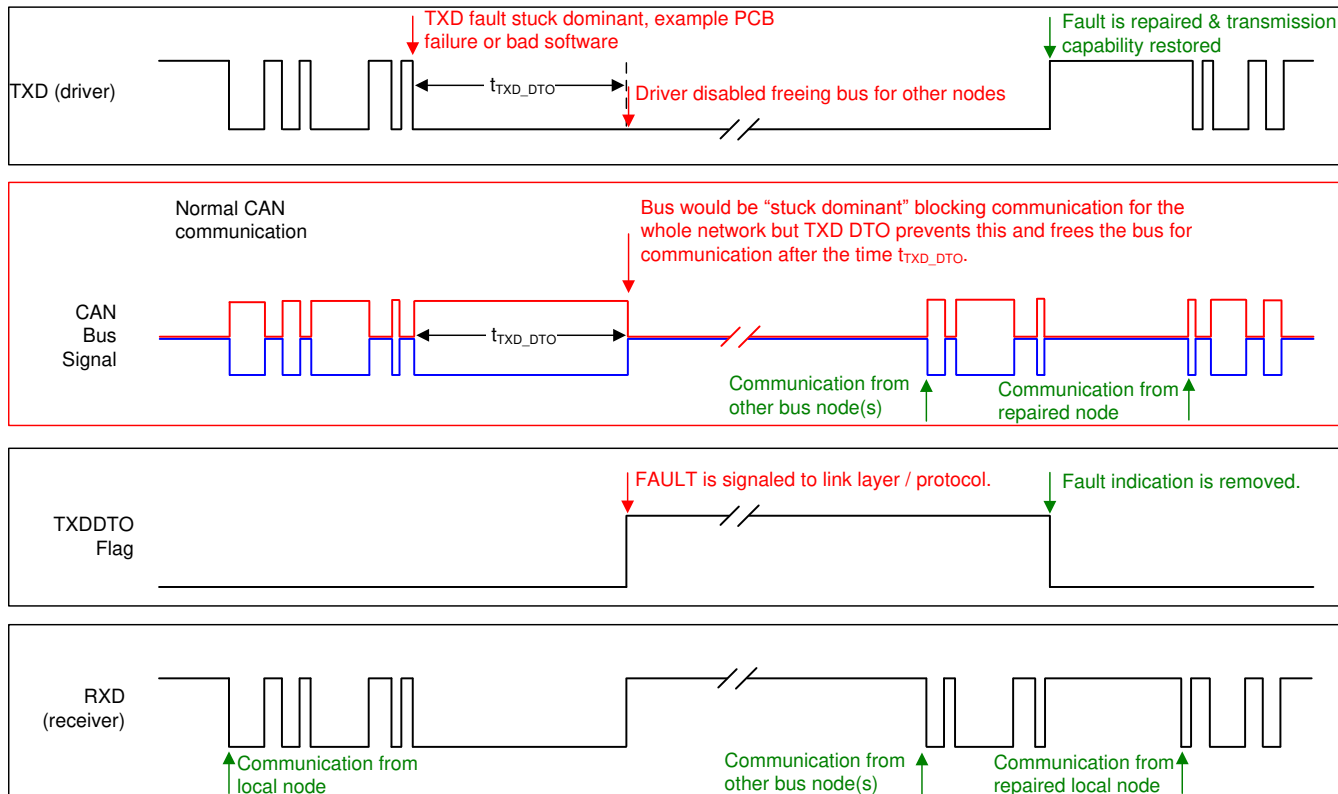 TXD fault stuck dominant, example PCB
failure or bad software
Fault is repaired & transmission
capability restored
TXD (driver)
tTXD_DTO
Driver disabled freeing bus for other nodes
Normal CAN
communication
Bus would be “stuck dominant” blocking communication for the
whole network but TXD DTO prevents this and frees the bus for
communication after the time tTXD_DTO.
CAN
Bus
Signal
tTXD_DTO
Communication from
other bus node(s)
Communication from
repaired node
FAULT is signaled to link layer / protocol.
Fault indication is removed.
TXDDTO
Flag
RXD
(receiver)
Communication from
local node
Communication from
other bus node(s)
Communication from
repaired local node